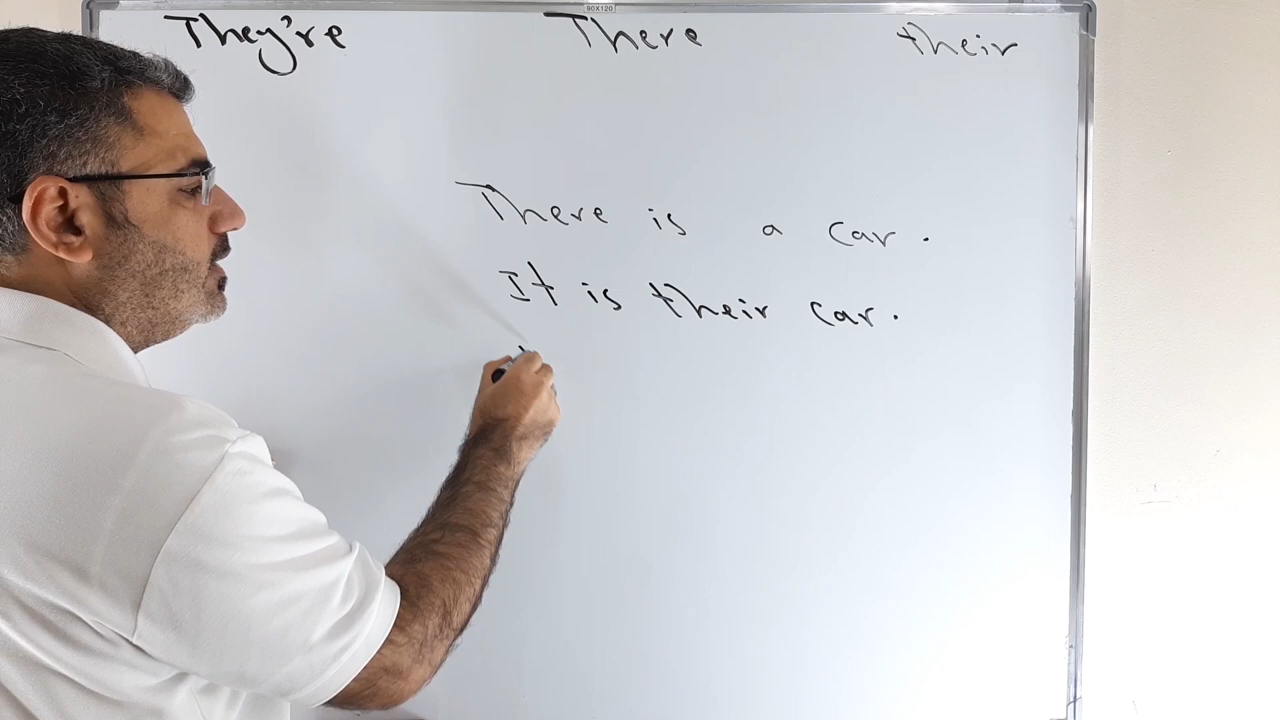 90X120
They're There their
There is a car.
It is their car.